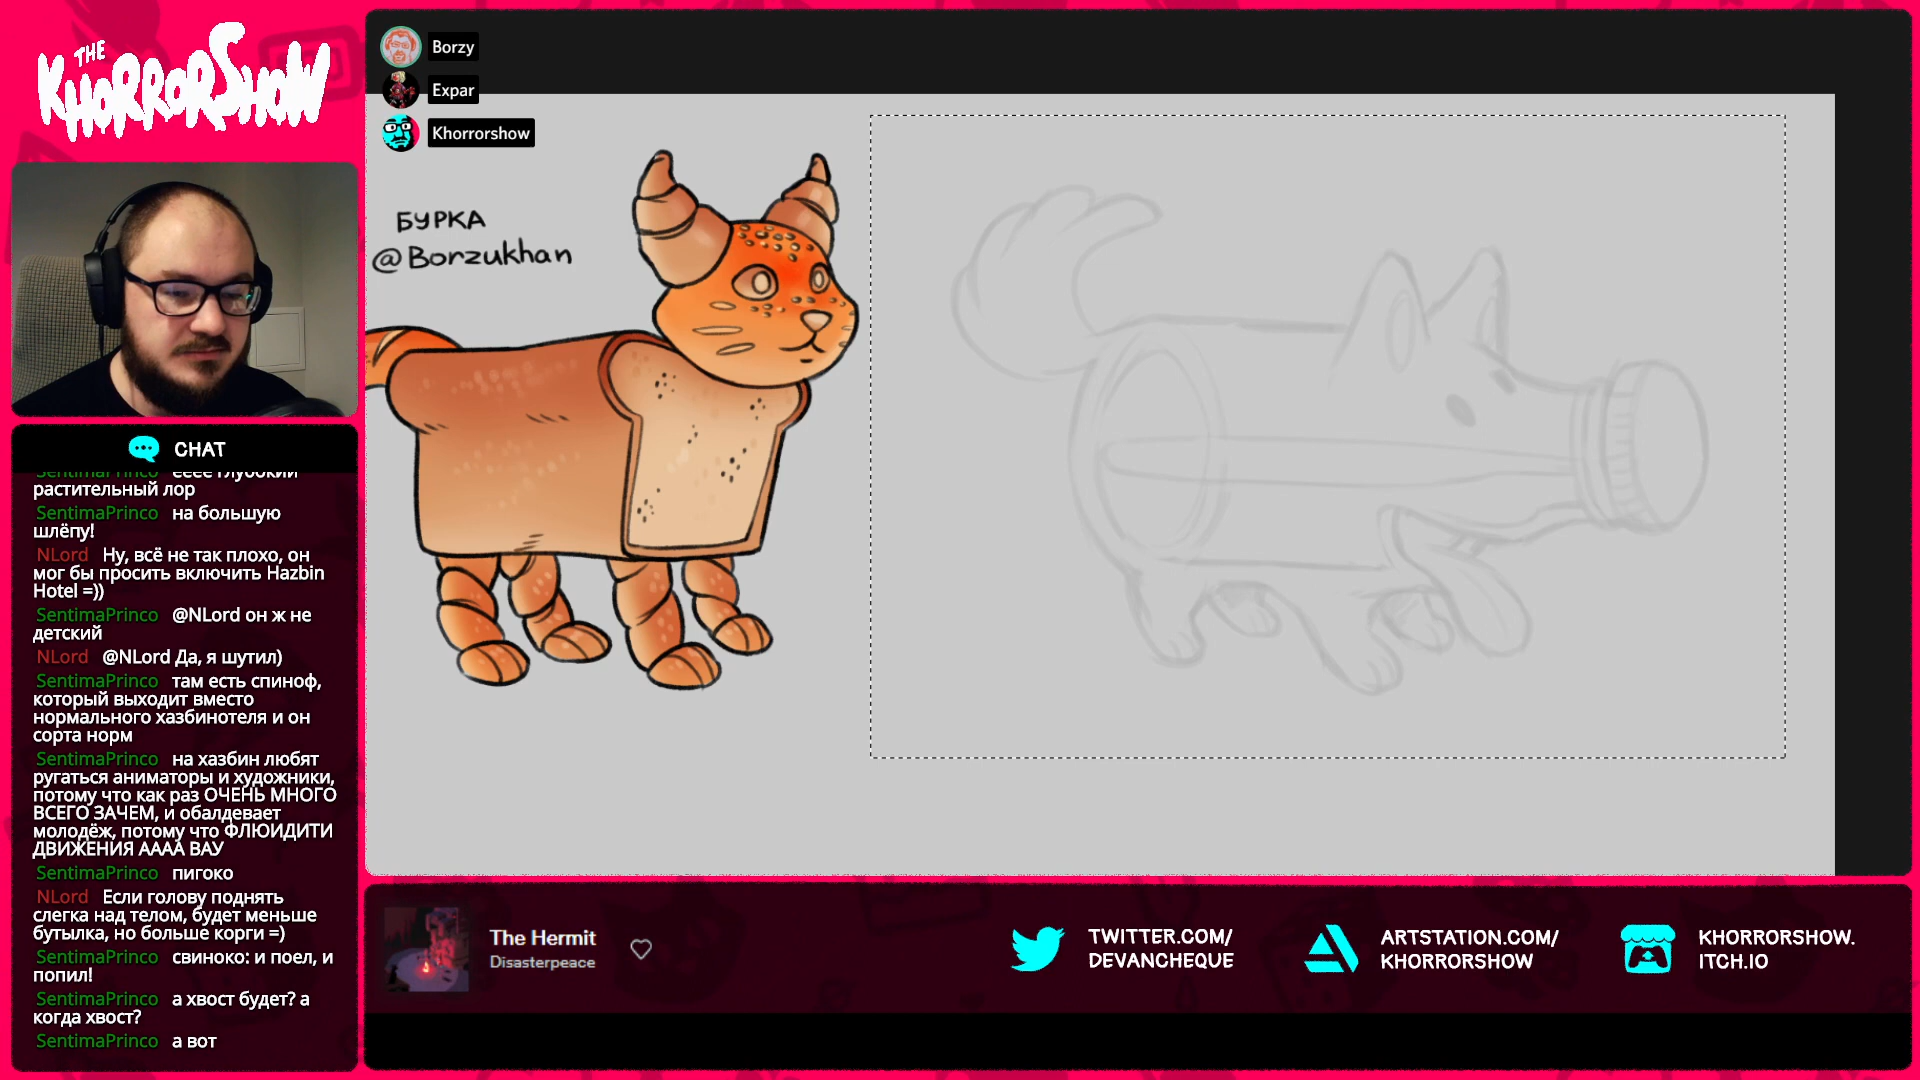 THE
KHORRORSHOW
Borzy
Expar
Khorrorshow
БУРКА
@Borzukhan
CHAT
SentimaPrinco еееее глубокий
растительный лор
SentimaPrinco на большую
шлёпу!
NLord Ну, всё не так плохо, он
мог бы просить включить Hazbin
Hotel =))
SentimaPrinco @NLord он ж не
детский
NLord @NLord Да, я шутил)
SentimaPrinco там есть спиноф,
который выходит вместо
нормального хазбинотеля и он
сорта норм
SentimaPrinco на хазбин любят
ругаться аниматоры и художники,
потому что как раз ОЧЕНЬ МНОГО
ВСЕГО ЗАЧЕМ, и обалдевает
молодёж, потому что ФЛЮИДИТИ
ДВИЖЕНИЯ АААА ВАУ
SentimaPrinco пигоко
NLord Если голову поднять
слегка над телом, будет меньше
бутылка, но больше корги =)
SentimaPrinco свиноко: и поел, и
попил!
SentimaPrinco а хвост будет? а
когда хвост?
SentimaPrinco а вот
The Hermit
Disasterpeace
TWITTER.COM/
DEVANCHEQUE
ARTSTATION.COM/
KHORRORSHOW
KHORRORSHOW.
ITCH.IO